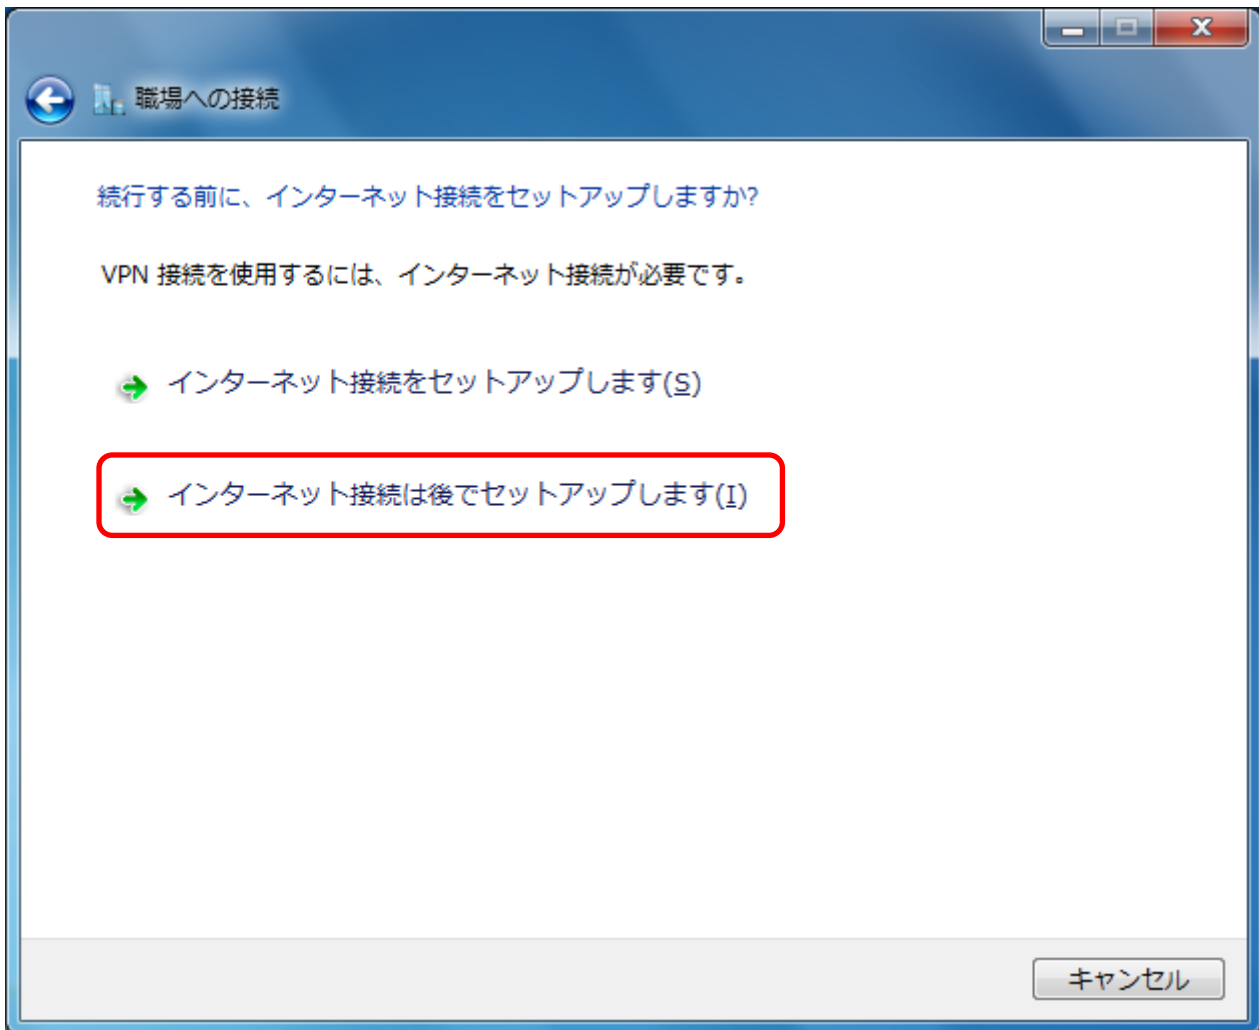 職場への接続
続行する前に、インターネット接続をセットアップしますか?
VPN 接続を使用するには、インターネット接続が必要です。
インターネット接続をセットアップします(S)
インターネット接続は後でセットアップします(I)
キャンセル